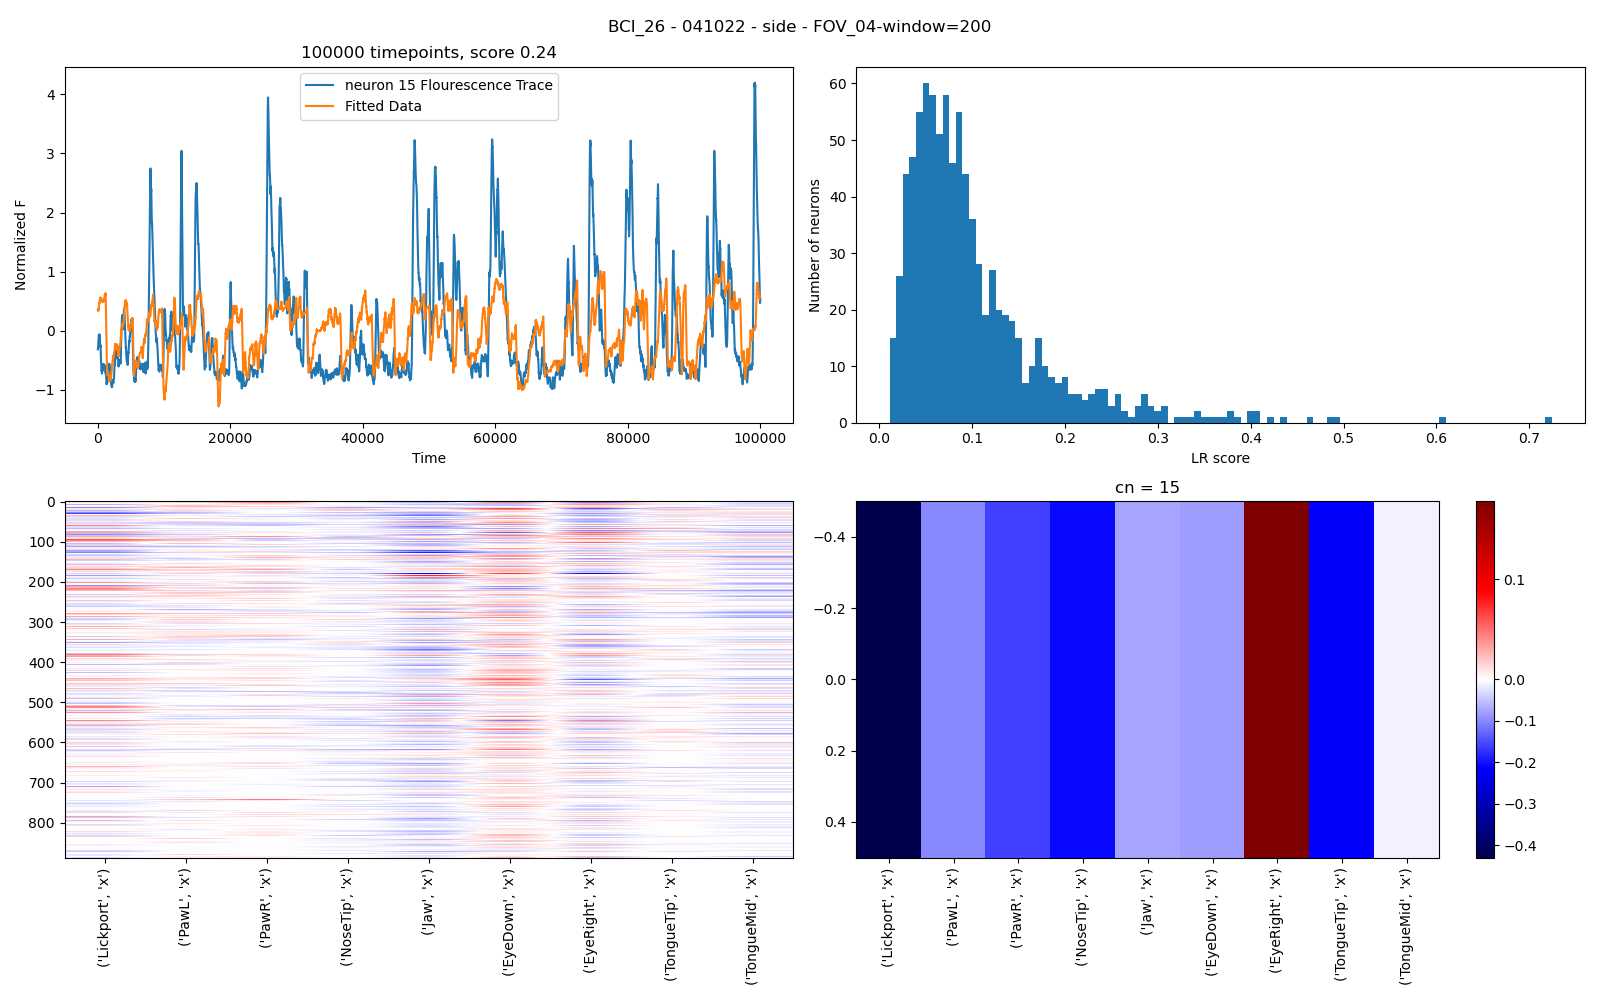 BCI_26 - 041022 - side - FOV_04-window=200
100000 timepoints, score 0.24
neuron 15 Flourescence Trace
Fitted Data
Normalized F
4
3
2
1
0
−1
0
20000
40000
60000
80000
100000
Time
Number of neurons
60
50
40
30
20
10
0
0.0
0.1
0.2
0.3
0.4
0.5
0.6
0.7
LR score
0
100
200
300
400
500
600
700
800
('Lickport', 'x')
('PawL', 'x')
('PawR', 'x')
('NoseTip', 'x')
('Jaw', 'x')
('EyeDown', 'x')
('EyeRight', 'x')
('TongueTip', 'x')
('TongueMid', 'x')
cn = 15
−0.4
−0.2
0.0
0.2
0.4
('Lickport', 'x')
('PawL', 'x')
('PawR', 'x')
('NoseTip', 'x')
('Jaw', 'x')
('EyeDown', 'x')
('EyeRight', 'x')
('TongueTip', 'x')
('TongueMid', 'x')
0.1
0.0
−0.1
−0.2
−0.3
−0.4